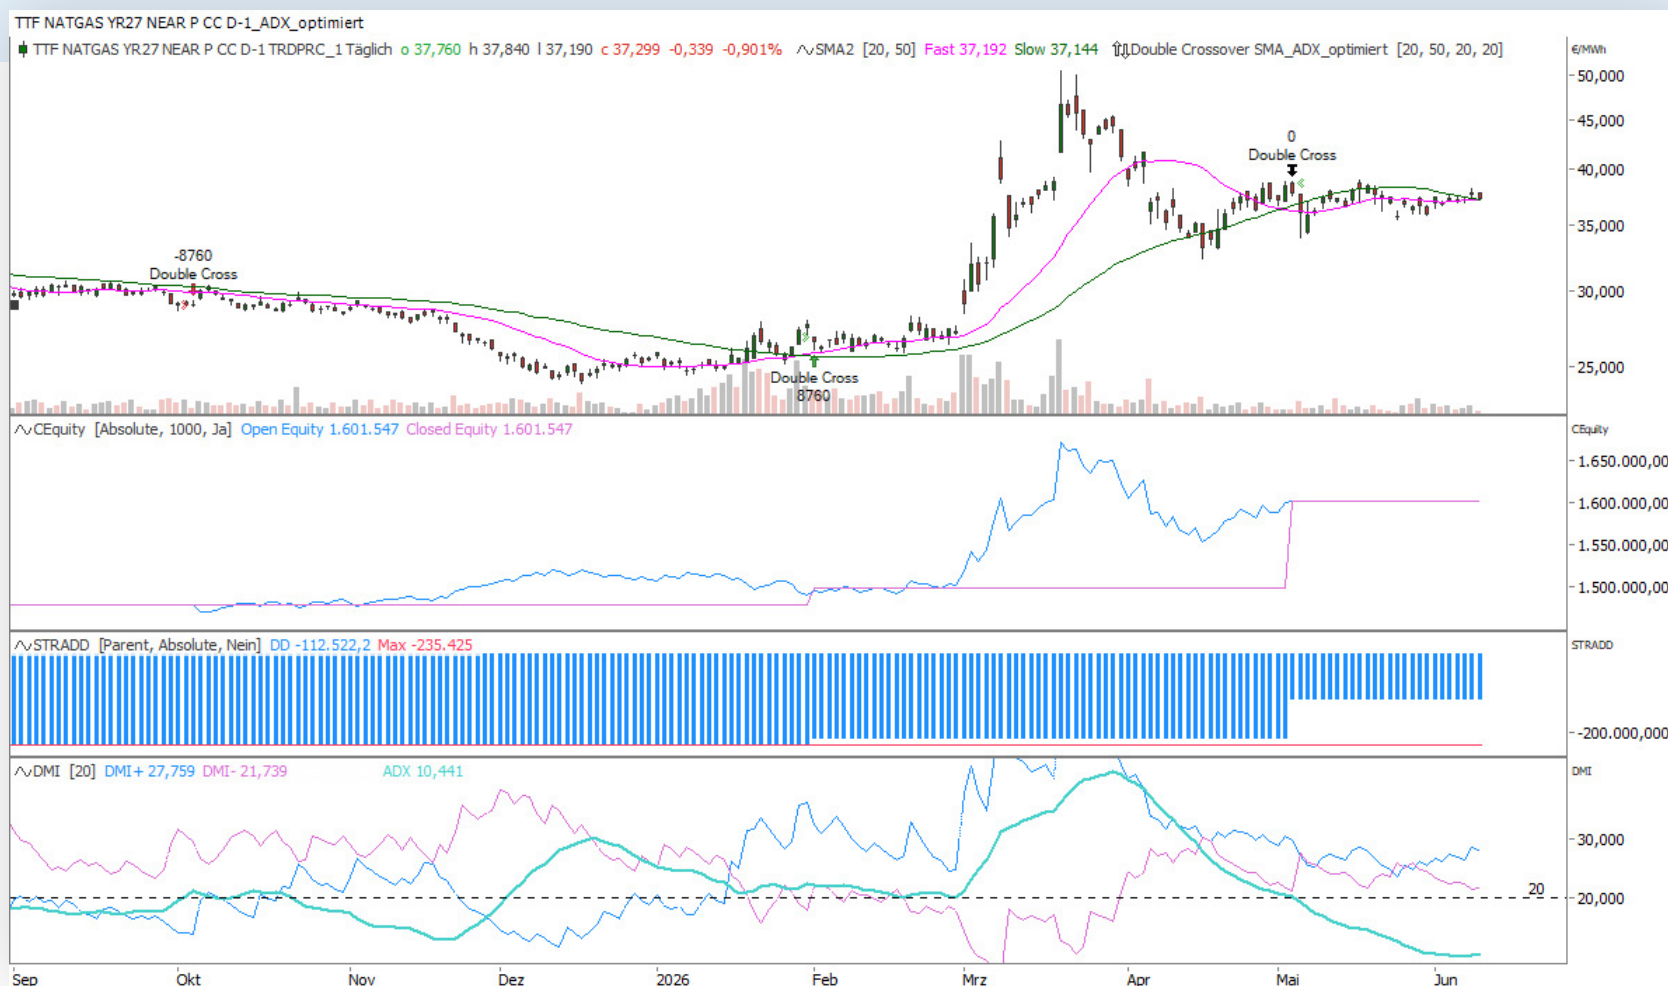 TTF NATGAS YR27 NEAR P CC D-1_ADX_optimiert
TTF NATGAS YR27 NEAR P CC D-1 TRDPRC_1 Täglich o 37,760 h 37,840 l 37,190 c 37,299 -0,339 -0,901% SMA2 [20, 50] Fast 37,192 Slow 37,144 Double Crossover SMA_ADX_optimiert [20, 50, 20, 20]
€/MWh
50,000
45,000
0
Double Cross
40,000
35,000
-8760
Double Cross
30,000
25,000
Double Cross
8760
CEquity [Absolute, 1000, Ja] Open Equity 1.601.547 Closed Equity 1.601.547
CEquity
1.650.000,00
1.600.000,00
1.550.000,00
1.500.000,00
STRADD [Parent, Absolute, Nein] DD -112.522,2 Max -235.425
STRADD
-200.000,000
DMI [20] DMI+ 27,759 DMI- 21,739 ADX 10,441
DMI
30,000
20
20,000
Sep Okt Nov Dez 2026 Feb Mrz Apr Mai Jun